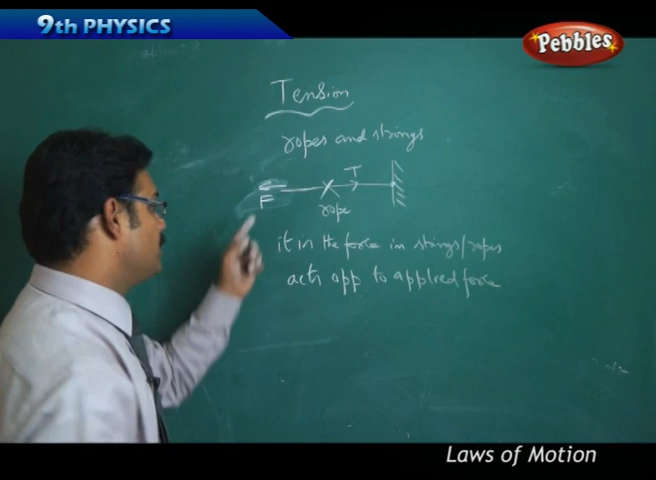 9th PHYSICS
Pebbles
Tension
ropes and strings
T
F
rope
it in the force in strings/ropes
acts opp to applied force
Laws of Motion